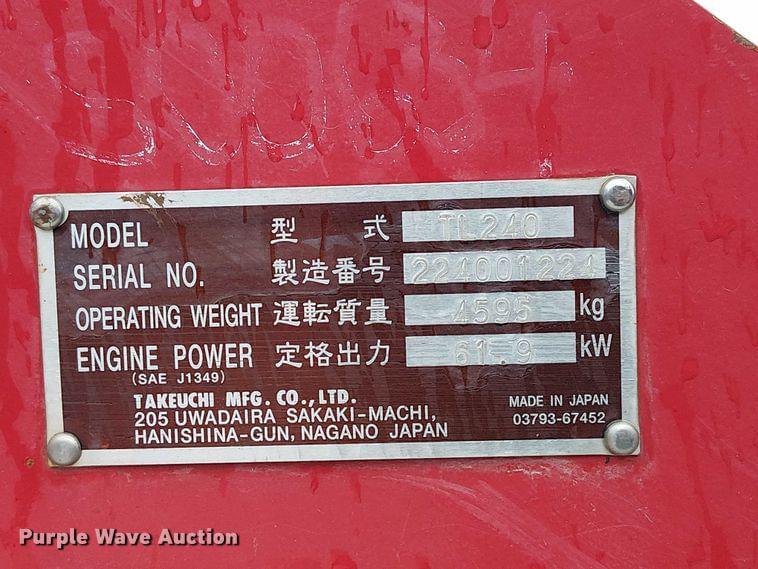 MODEL 型式 TL240
SERIAL NO. 製造番号 224001224
OPERATING WEIGHT 運転質量 4595 kg
ENGINE POWER 定格出力 61.9 kW
(SAE J1349)
TAKEUCHI MFG. CO., LTD.
205 UWADAIRA SAKAKI-MACHI,
HANISHINA-GUN, NAGANO JAPAN
MADE IN JAPAN
03793-67452
Purple Wave Auction